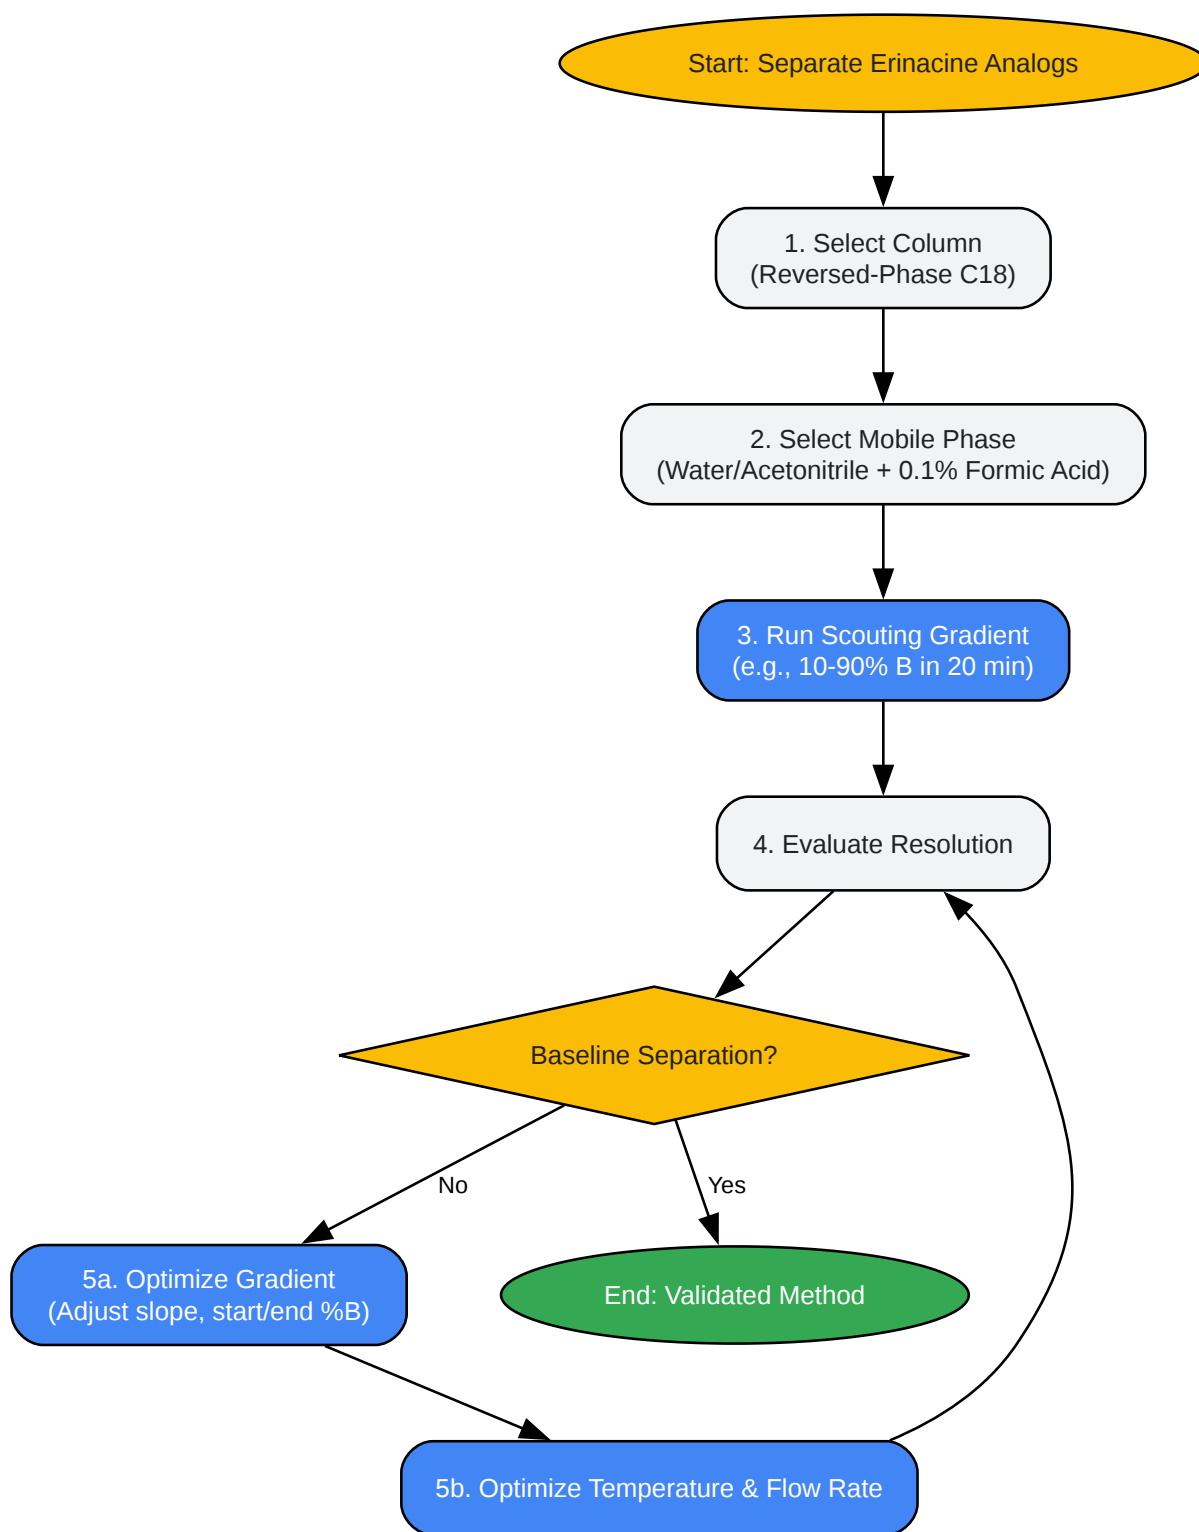 Start: Separate Erinacine Analogs
1. Select Column
(Reversed-Phase C18)
2. Select Mobile Phase
(Water/Acetonitrile + 0.1% Formic Acid)
3. Run Scouting Gradient
(e.g., 10-90% B in 20 min)
4. Evaluate Resolution
Baseline Separation?
No
Yes
5a. Optimize Gradient
(Adjust slope, start/end %B)
End: Validated Method
5b. Optimize Temperature & Flow Rate